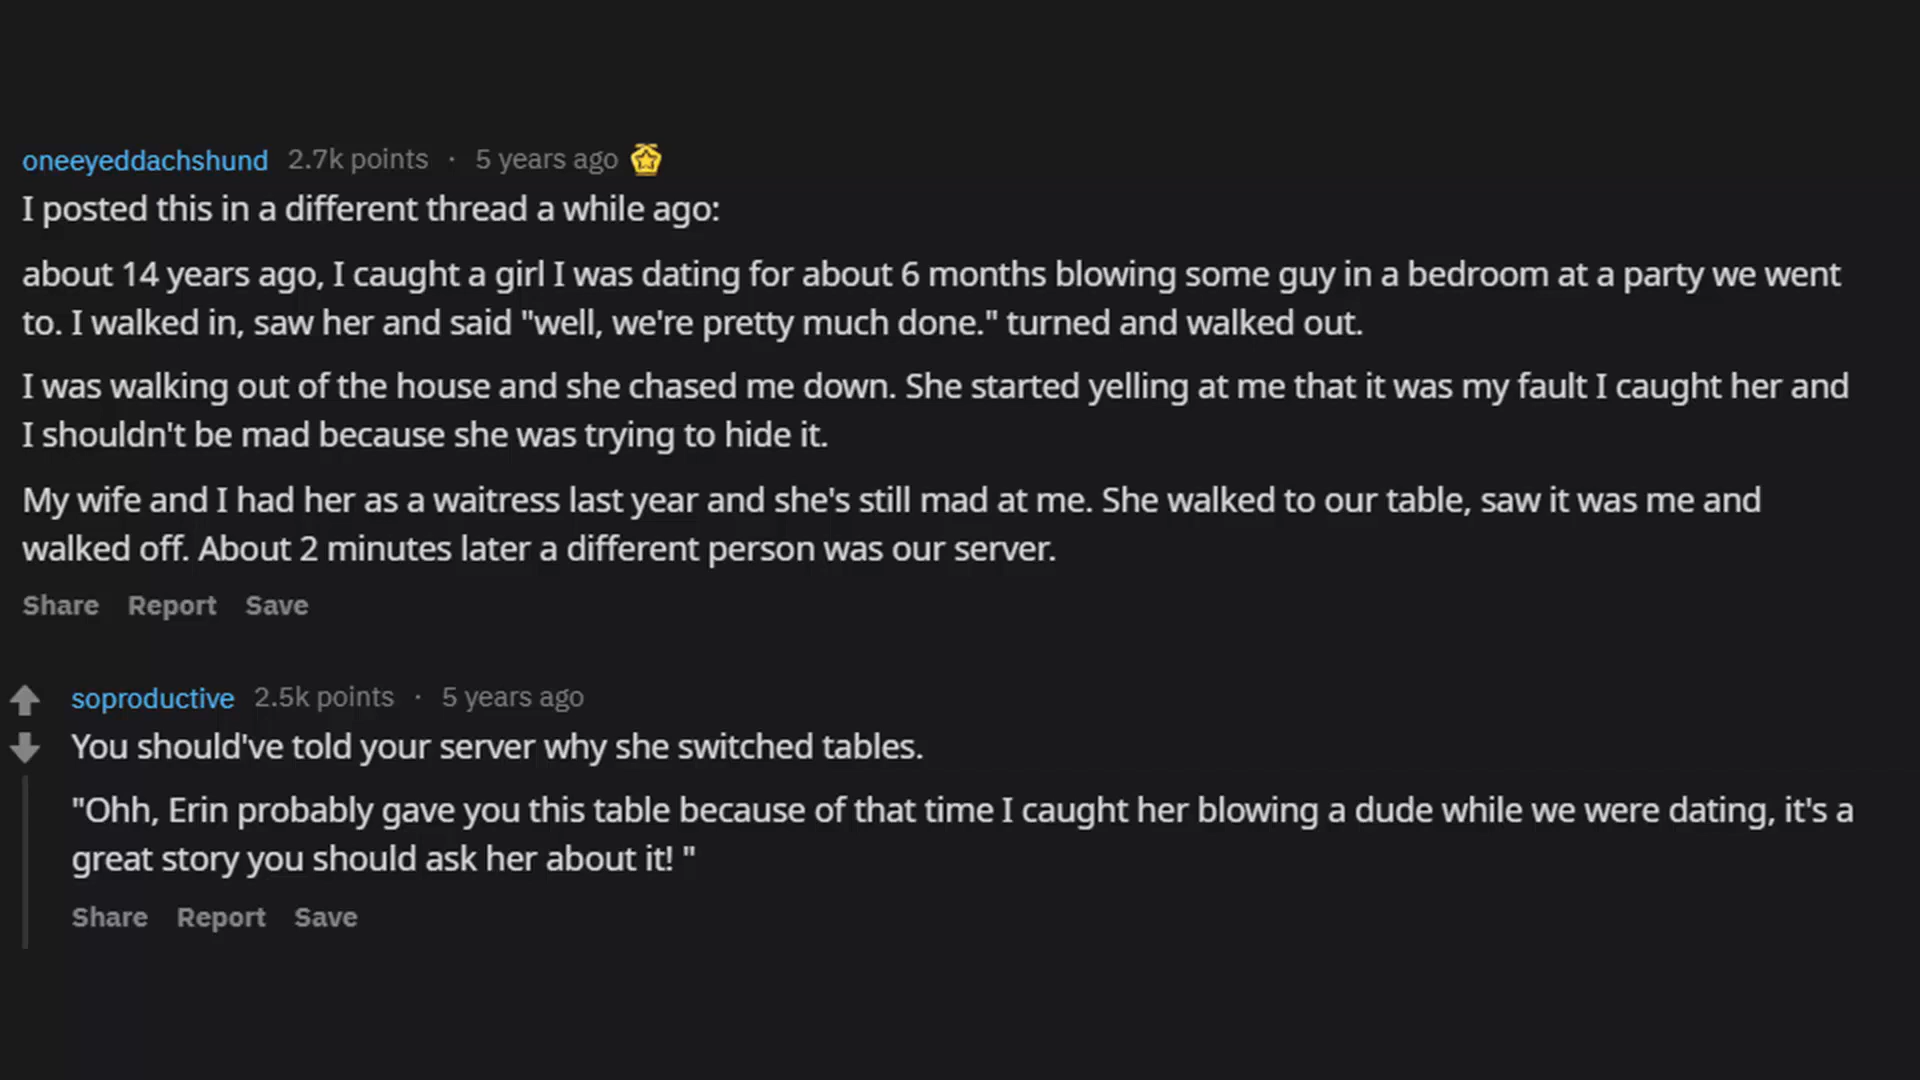 oneeyeddachshund 2.7k points · 5 years ago
I posted this in a different thread a while ago:
about 14 years ago, I caught a girl I was dating for about 6 months blowing some guy in a bedroom at a party we went
to. I walked in, saw her and said "well, we're pretty much done." turned and walked out.
I was walking out of the house and she chased me down. She started yelling at me that it was my fault I caught her and
I shouldn't be mad because she was trying to hide it.
My wife and I had her as a waitress last year and she's still mad at me. She walked to our table, saw it was me and
walked off. About 2 minutes later a different person was our server.
Share Report Save
soproductive 2.5k points · 5 years ago
You should've told your server why she switched tables.
"Ohh, Erin probably gave you this table because of that time I caught her blowing a dude while we were dating, it's a
great story you should ask her about it! "
Share Report Save